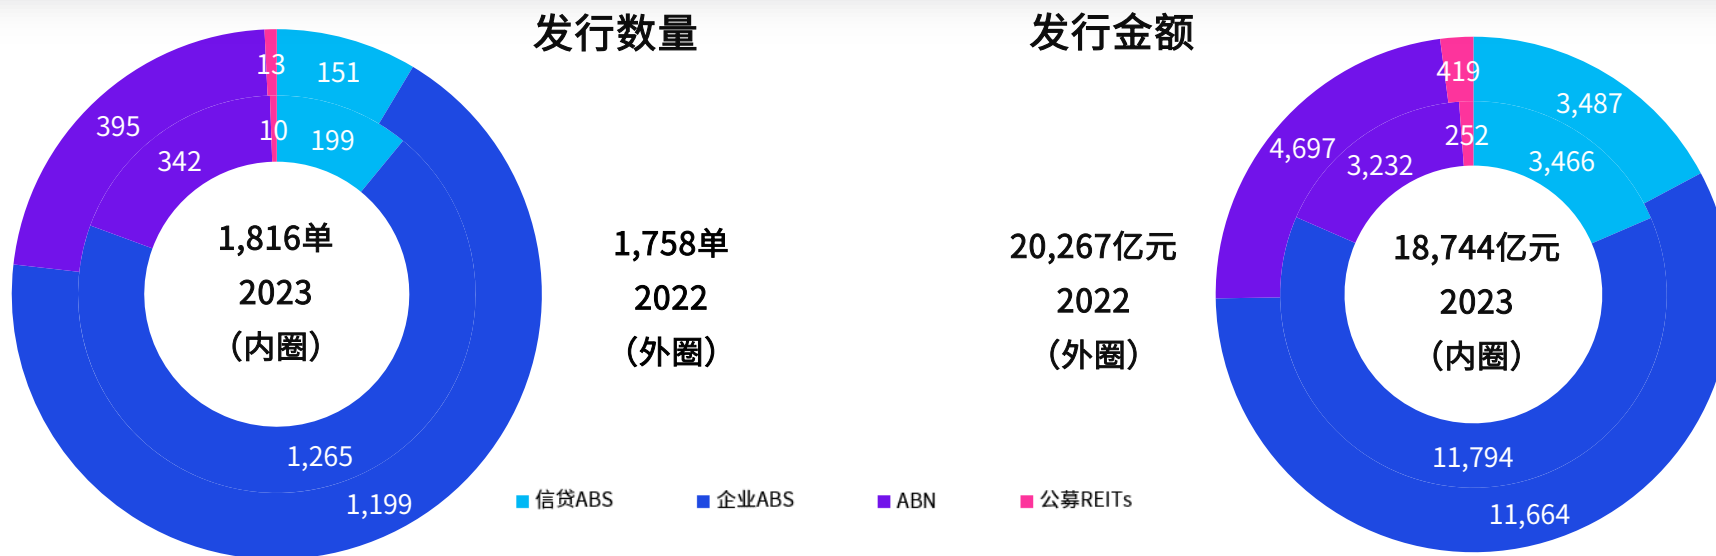 发行数量
发行金额
13
151
395
10
199
342
1,816单
2023
（内圈）
1,265
1,199
1,758单
2022
（外圈）
20,267亿元
2022
（外圈）
419
3,487
4,697
252
3,232
3,466
18,744亿元
2023
（内圈）
11,794
11,664
信贷ABS
企业ABS
ABN
公募REITs